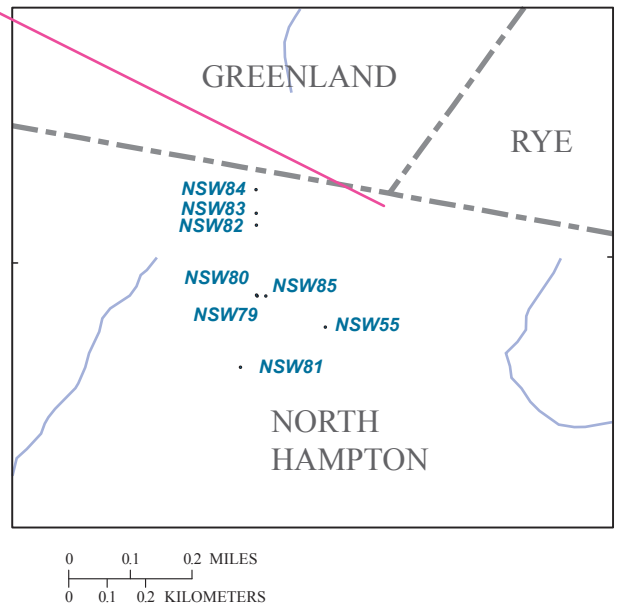 GREENLAND
RYE
NSW84
NSW83
NSW82
NSW80
NSW85
NSW79
NSW55
NSW81
NORTH
HAMPTON
0 0.1 0.2 MILES
0 0.1 0.2 KILOMETERS